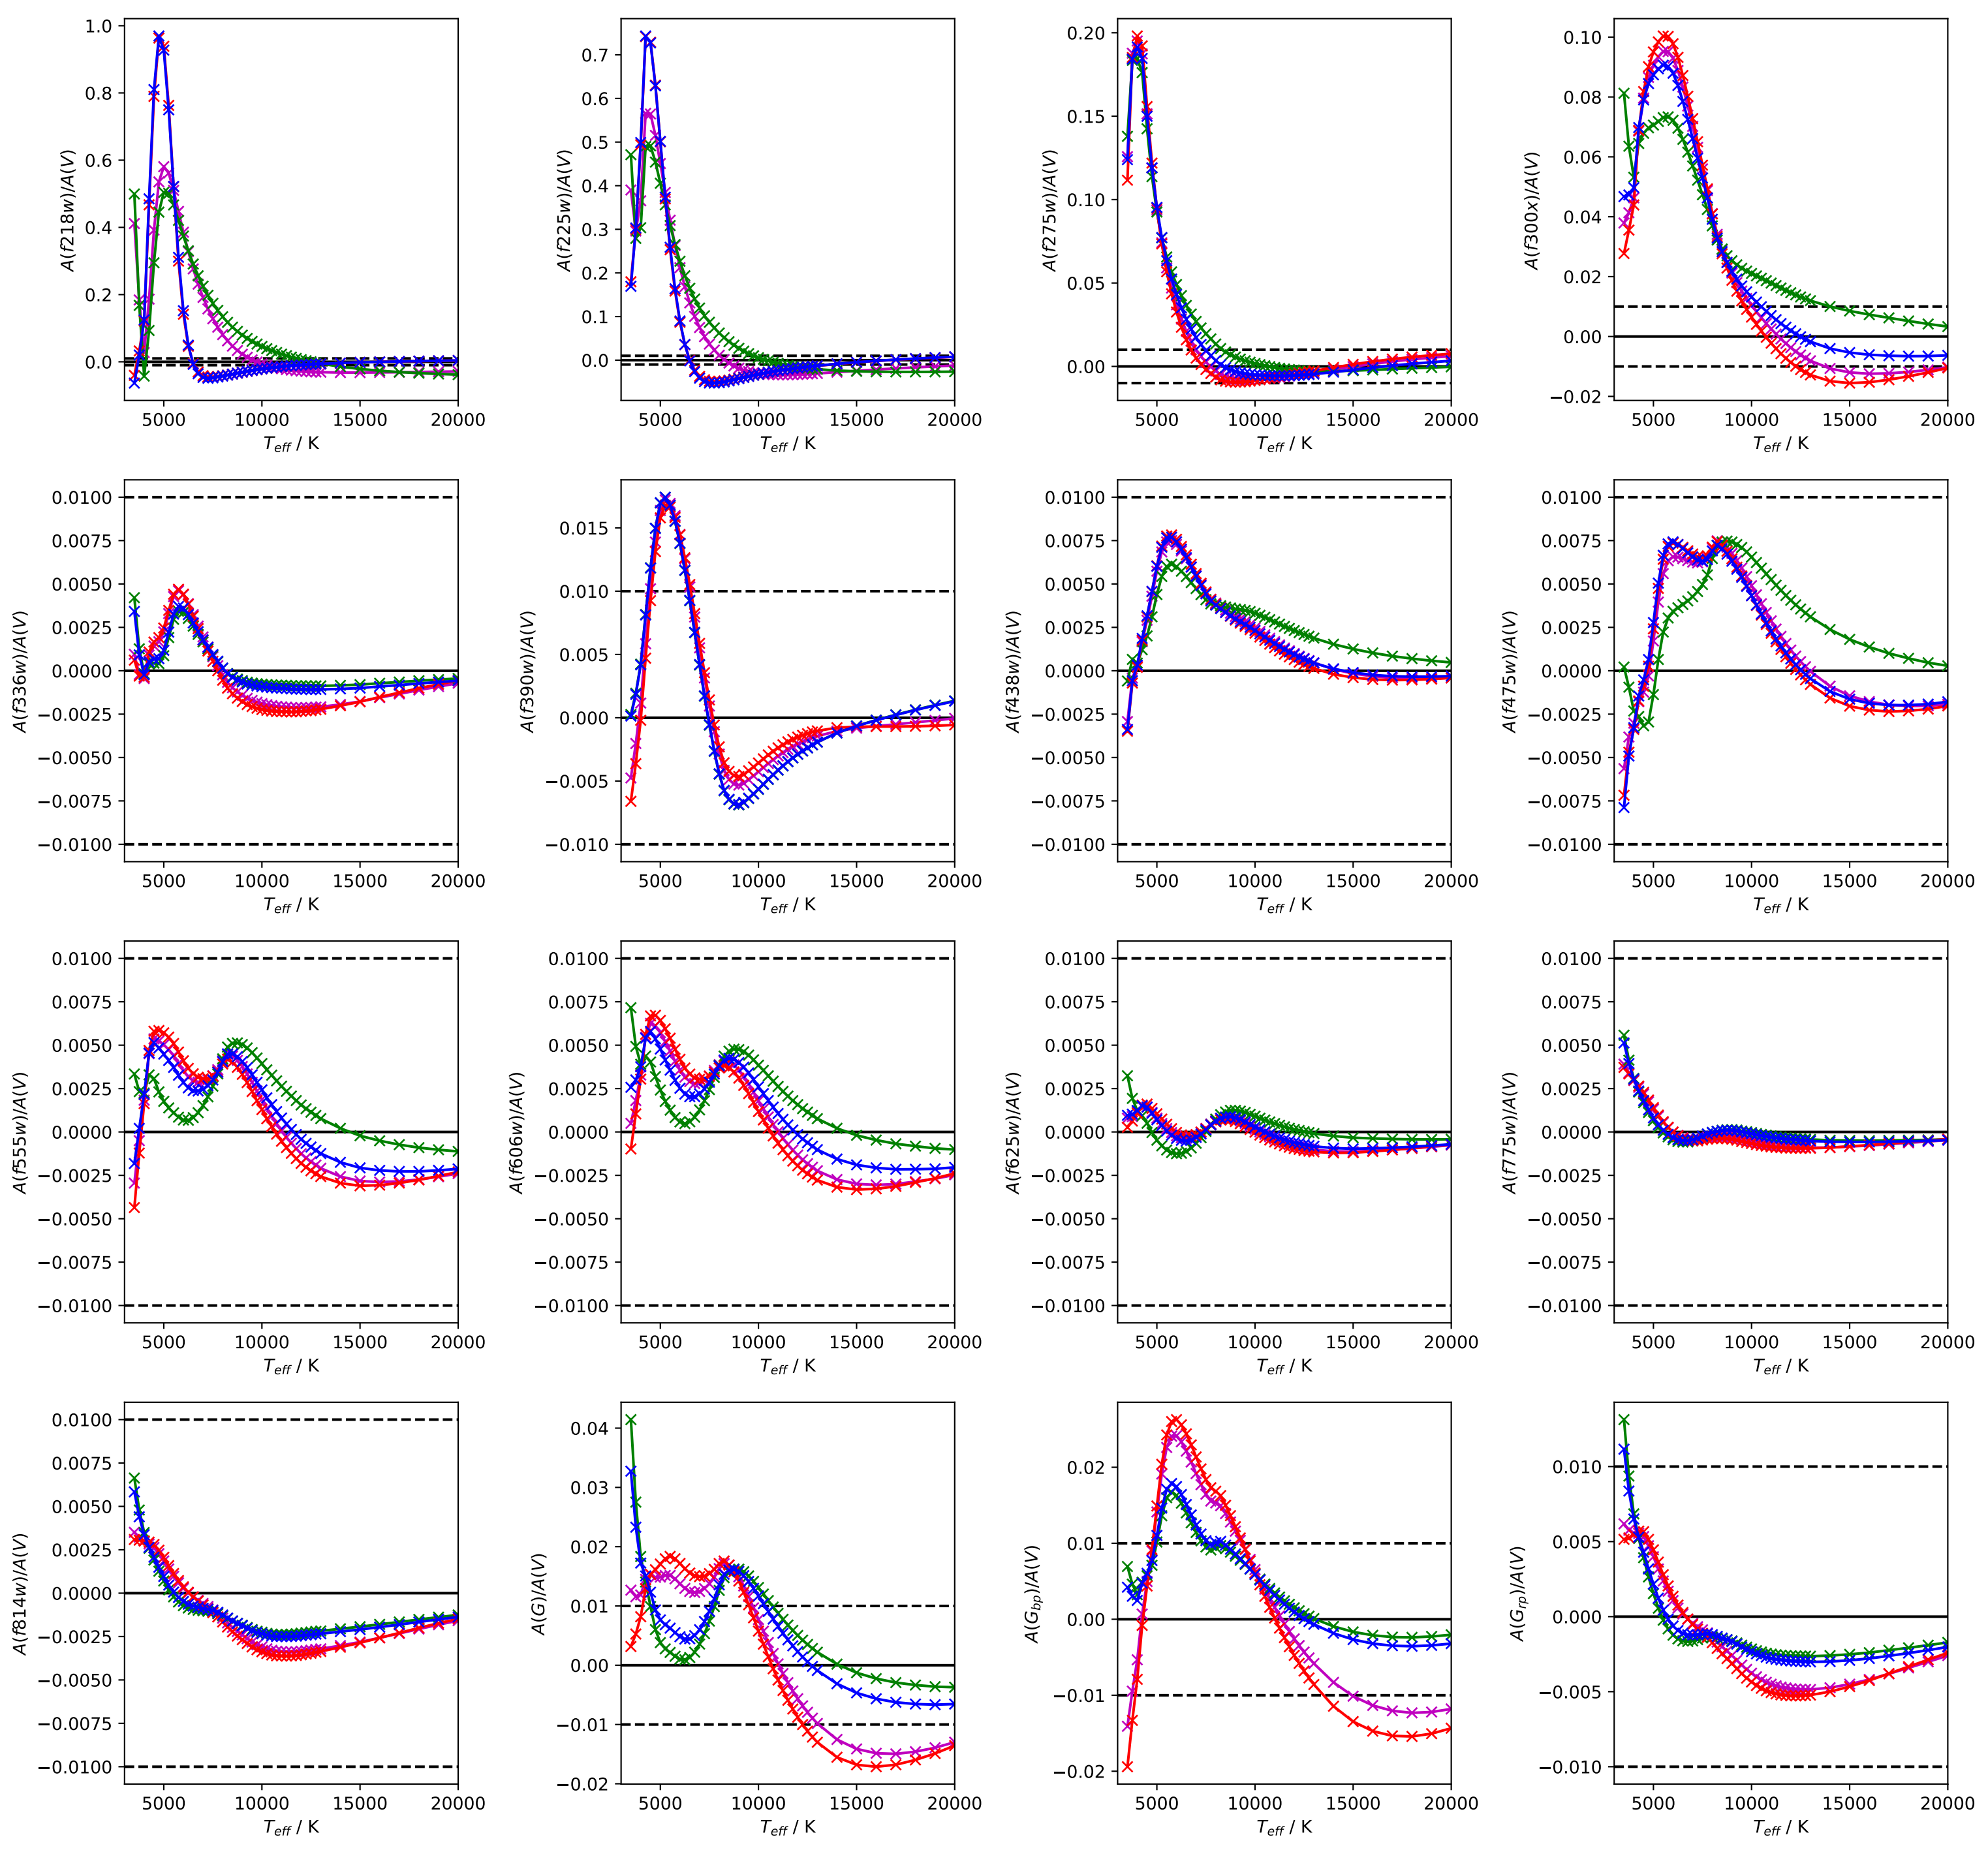 A(f218w)/A(V)
1.0
0.8
0.6
0.4
0.2
0.0
5000 10000 15000 20000
T_eff / K
A(f225w)/A(V)
0.7
0.6
0.5
0.4
0.3
0.2
0.1
0.0
5000 10000 15000 20000
T_eff / K
A(f275w)/A(V)
0.20
0.15
0.10
0.05
0.00
5000 10000 15000 20000
T_eff / K
A(f300x)/A(V)
0.10
0.08
0.06
0.04
0.02
0.00
−0.02
5000 10000 15000 20000
T_eff / K
A(f336w)/A(V)
0.0100
0.0075
0.0050
0.0025
0.0000
−0.0025
−0.0050
−0.0075
−0.0100
5000 10000 15000 20000
T_eff / K
A(f390w)/A(V)
0.015
0.010
0.005
0.000
−0.005
−0.010
5000 10000 15000 20000
T_eff / K
A(f438w)/A(V)
0.0100
0.0075
0.0050
0.0025
0.0000
−0.0025
−0.0050
−0.0075
−0.0100
5000 10000 15000 20000
T_eff / K
A(f475w)/A(V)
0.0100
0.0075
0.0050
0.0025
0.0000
−0.0025
−0.0050
−0.0075
−0.0100
5000 10000 15000 20000
T_eff / K
A(f555w)/A(V)
0.0100
0.0075
0.0050
0.0025
0.0000
−0.0025
−0.0050
−0.0075
−0.0100
5000 10000 15000 20000
T_eff / K
A(f606w)/A(V)
0.0100
0.0075
0.0050
0.0025
0.0000
−0.0025
−0.0050
−0.0075
−0.0100
5000 10000 15000 20000
T_eff / K
A(f625w)/A(V)
0.0100
0.0075
0.0050
0.0025
0.0000
−0.0025
−0.0050
−0.0075
−0.0100
5000 10000 15000 20000
T_eff / K
A(f775w)/A(V)
0.0100
0.0075
0.0050
0.0025
0.0000
−0.0025
−0.0050
−0.0075
−0.0100
5000 10000 15000 20000
T_eff / K
A(f814w)/A(V)
0.0100
0.0075
0.0050
0.0025
0.0000
−0.0025
−0.0050
−0.0075
−0.0100
5000 10000 15000 20000
T_eff / K
A(G)/A(V)
0.04
0.03
0.02
0.01
0.00
−0.01
−0.02
5000 10000 15000 20000
T_eff / K
A(G_bp)/A(V)
0.02
0.01
0.00
−0.01
−0.02
5000 10000 15000 20000
T_eff / K
A(G_rp)/A(V)
0.010
0.005
0.000
−0.005
−0.010
5000 10000 15000 20000
T_eff / K